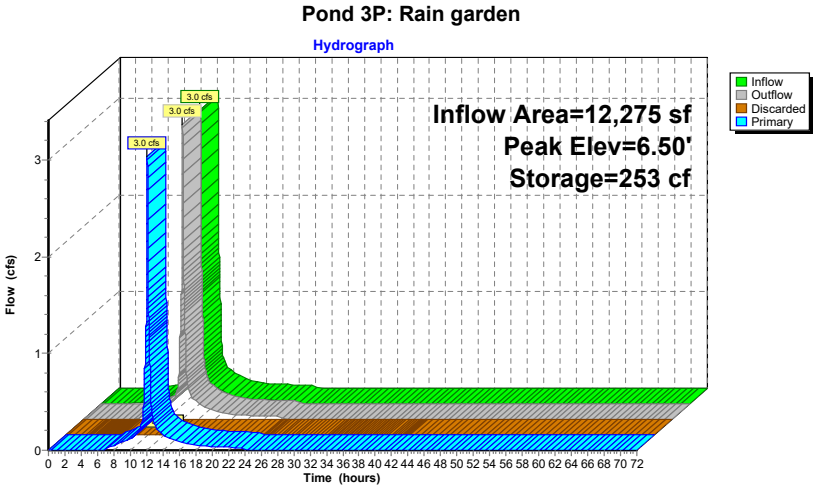 Pond 3P: Rain garden
Hydrograph
Inflow
Outflow
Discarded
Primary
3.0 cfs
3.0 cfs
3.0 cfs
Inflow Area=12,275 sf
Peak Elev=6.50'
Storage=253 cf
Flow (cfs)
3
2
1
0
0 2 4 6 8 10 12 14 16 18 20 22 24 26 28 30 32 34 36 38 40 42 44 46 48 50 52 54 56 58 60 62 64 66 68 70 72
Time (hours)